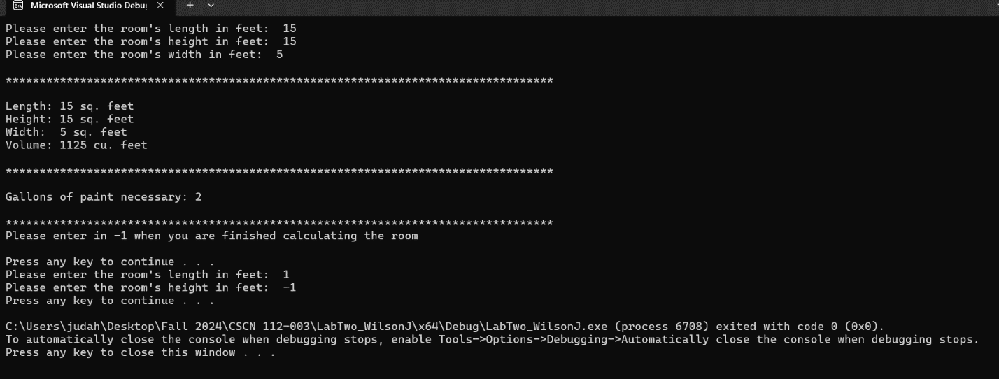 Microsoft Visual Studio Debu
Please enter the room's length in feet:  15
Please enter the room's height in feet:  15
Please enter the room's width in feet:  5
*********************************************************************************
Length: 15 sq. feet
Height: 15 sq. feet
Width:  5 sq. feet
Volume: 1125 cu. feet
*********************************************************************************
Gallons of paint necessary: 2
*********************************************************************************
Please enter in -1 when you are finished calculating the room
Press any key to continue . . .
Please enter the room's length in feet:  1
Please enter the room's height in feet:  -1
Press any key to continue . . .
C:\Users\judah\Desktop\Fall 2024\CSCN 112-003\LabTwo_WilsonJ\x64\Debug\LabTwo_WilsonJ.exe (process 6708) exited with code 0 (0x0).
To automatically close the console when debugging stops, enable Tools->Options->Debugging->Automatically close the console when debugging stops.
Press any key to close this window . . .